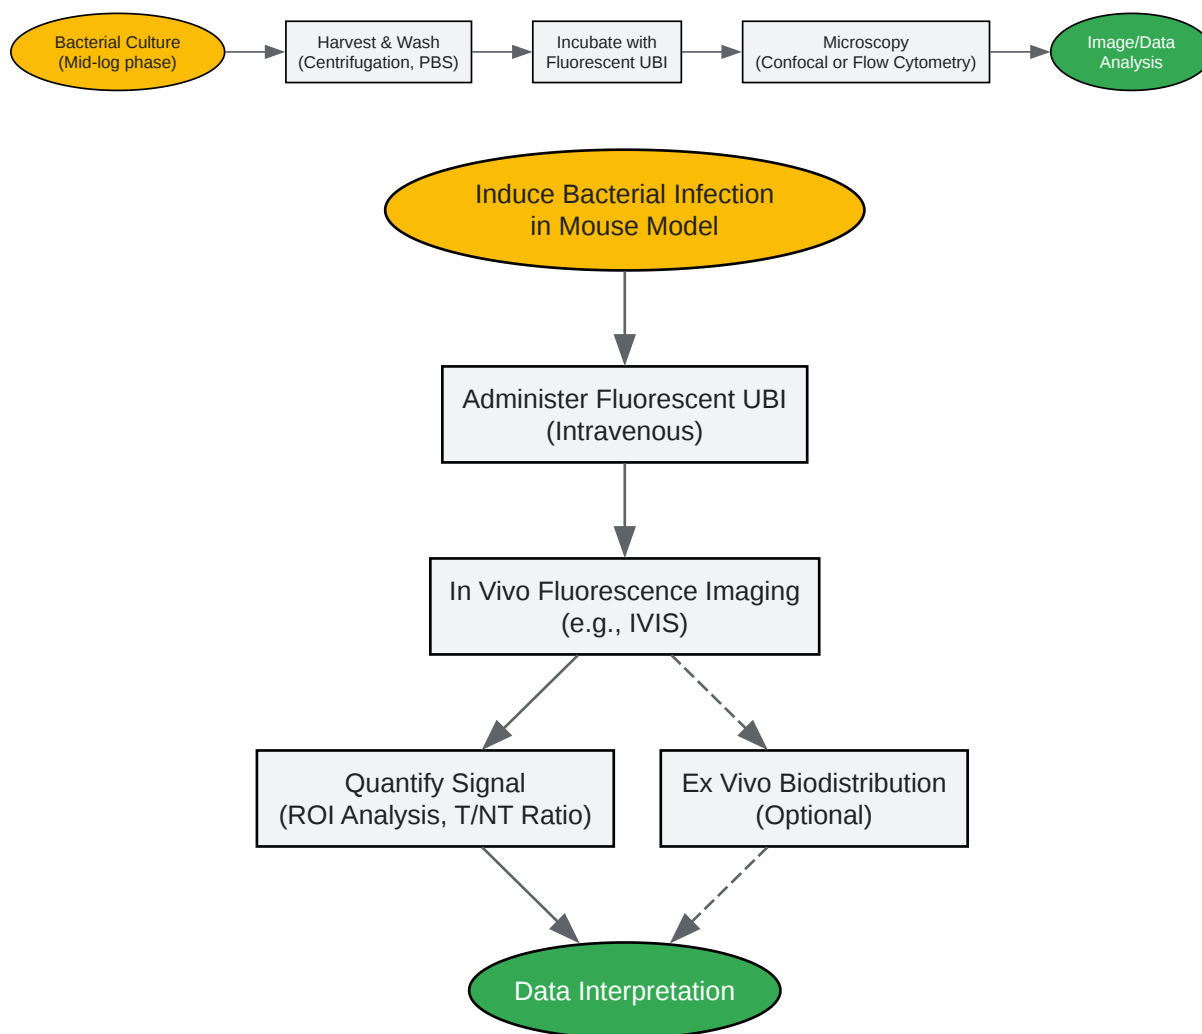 Bacterial Culture
(Mid-log phase)
Harvest & Wash
(Centrifugation, PBS)
Incubate with
Fluorescent UBI
Microscopy
(Confocal or Flow Cytometry)
Image/Data
Analysis
Induce Bacterial Infection
in Mouse Model
Administer Fluorescent UBI
(Intravenous)
In Vivo Fluorescence Imaging
(e.g., IVIS)
Quantify Signal
(ROI Analysis, T/NT Ratio)
Ex Vivo Biodistribution
(Optional)
Data Interpretation